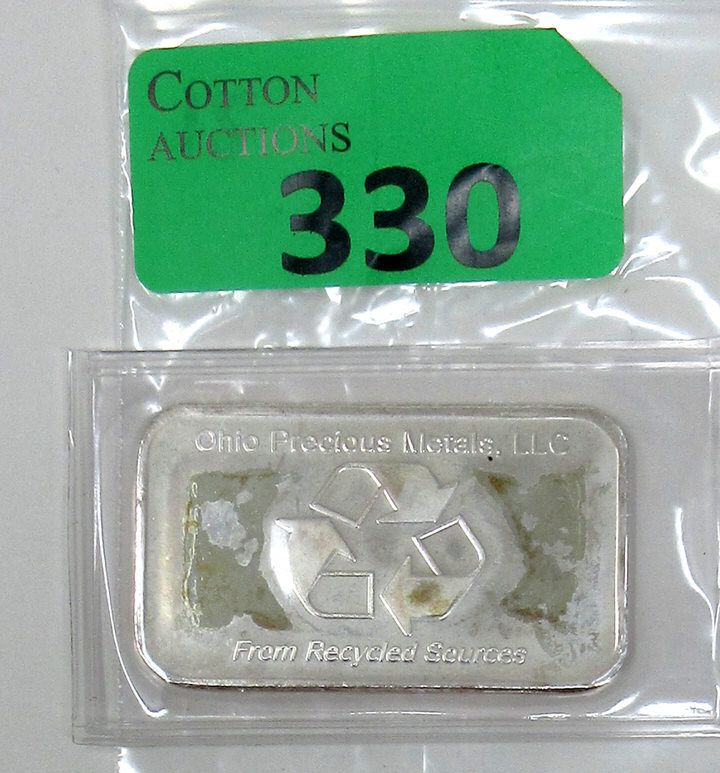 COTTON
AUCTIONS
330
Ohio Precious Metals, LLC
From Recycled Sources